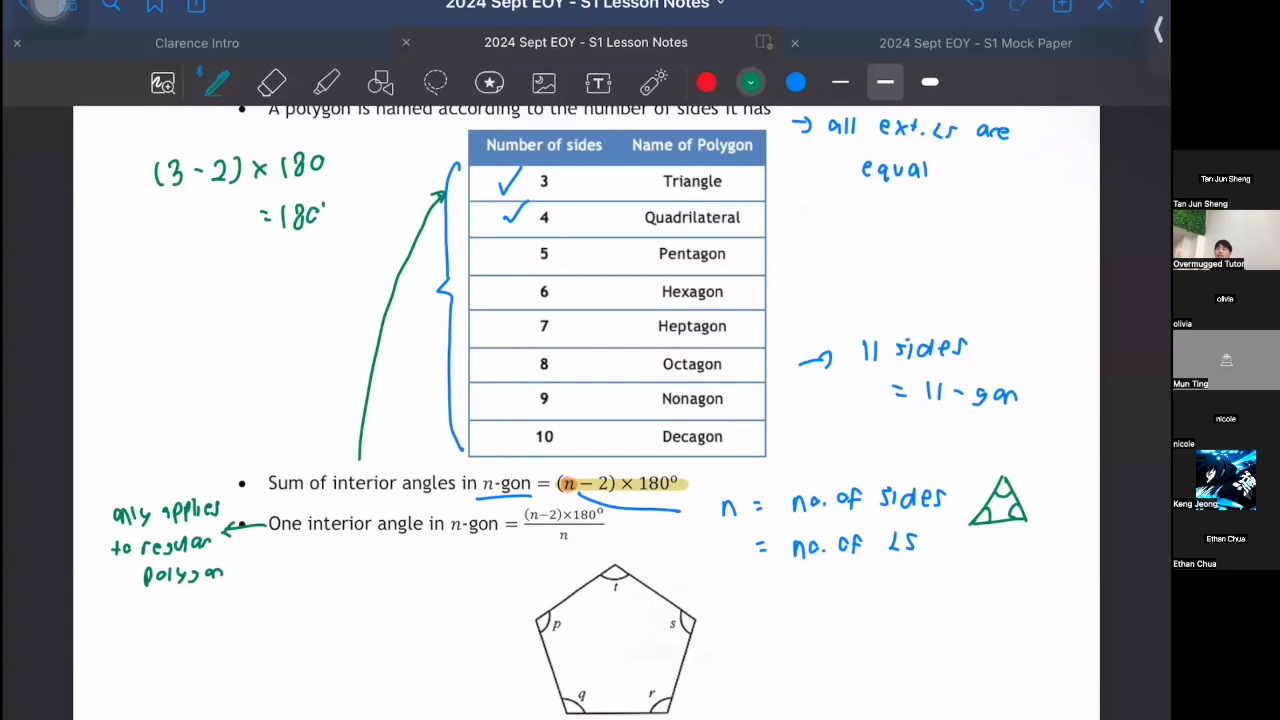 2024 Sept EOY - S1 Lesson Notes
Clarence Intro
2024 Sept EOY - S1 Lesson Notes
2024 Sept EOY - S1 Mock Paper
• A polygon is named according to the number of sides it has
→ all ext. ∠s are
equal
(3 - 2) × 180
= 180°
Number of sides Name of Polygon
✓ 3 Triangle
✓ 4 Quadrilateral
5 Pentagon
6 Hexagon
7 Heptagon
8 Octagon
9 Nonagon
10 Decagon
→ 11 sides
= 11-gon
• Sum of interior angles in n-gon = (n − 2) × 180°
• One interior angle in n-gon = (n−2)×180° / n
only applies
to regular
polygon
n = no. of sides
= no. of ∠s
t
p
s
q
r
Tan Jun Sheng
Tan Jun Sheng
Overmugged Tutor
olivia
olivia
Mun Ting
nicole
nicole
Keng Jeong
Ethan Chua
Ethan Chua